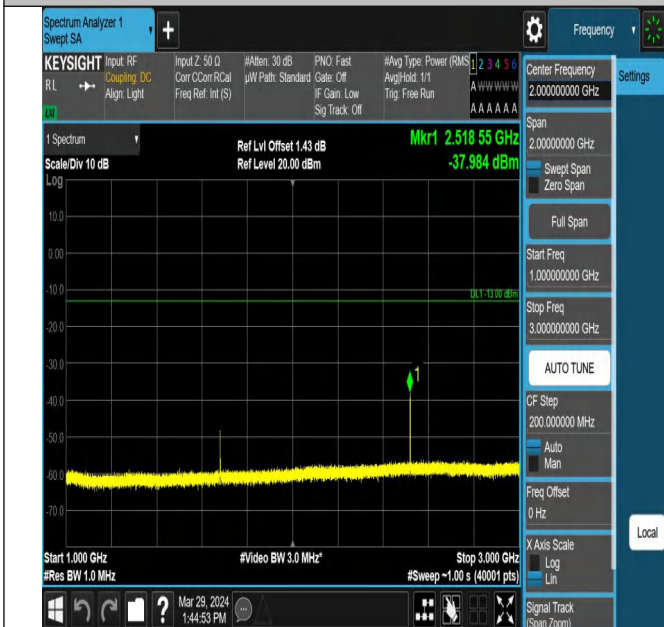 Spectrum Analyzer 1
Swept SA
+
Frequency
KEYSIGHT
RL
Input: RF
Coupling: DC
Align: Light
Input Z: 50 Ω
Corr CCorr RCal
Freq Ref: Int (S)
#Atten: 30 dB
µW Path: Standard
PNO: Fast
Gate: Off
IF Gain: Low
Sig Track: Off
#Avg Type: Power (RMS
Avg|Hold: 1/1
Trig: Free Run
1 2 3 4 5 6
A W W W W W
A A A A A A
LXI
1 Spectrum
Scale/Div 10 dB
Log
Ref Lvl Offset 1.43 dB
Ref Level 20.00 dBm
Mkr1 2.518 55 GHz
-37.984 dBm
10.0
0.00
-10.0
DL1 -13.00 dBm
-20.0
-30.0
1
-40.0
-50.0
-60.0
-70.0
Start 1.000 GHz
#Res BW 1.0 MHz
#Video BW 3.0 MHz*
Stop 3.000 GHz
#Sweep ~1.00 s (40001 pts)
Mar 29, 2024
1:44:53 PM
?
Center Frequency
2.000000000 GHz
Settings
Span
2.00000000 GHz
Swept Span
Zero Span
Full Span
Start Freq
1.000000000 GHz
Stop Freq
3.000000000 GHz
AUTO TUNE
CF Step
200.000000 MHz
Auto
Man
Freq Offset
0 Hz
Local
X Axis Scale
Log
Lin
Signal Track
(Span Zoom)